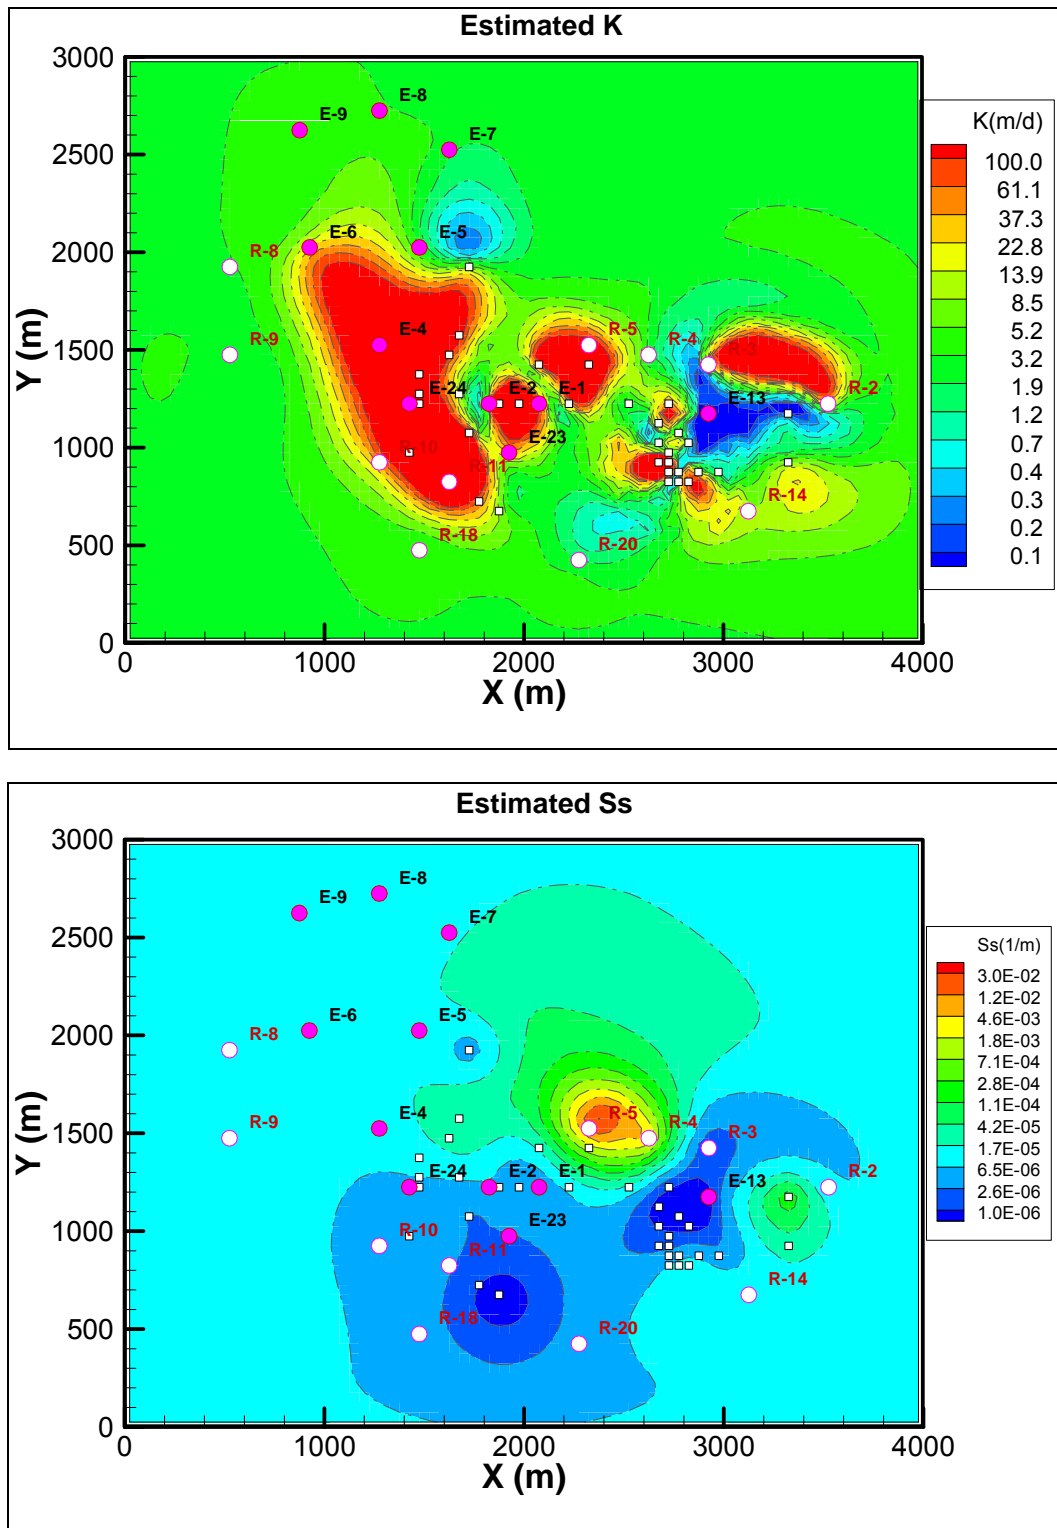 Estimated K
3000
2500
2000
1500
1000
500
0
Y (m)
0 1000 2000 3000 4000
X (m)
E-8
E-9
E-7
E-6 E-5
R-8
E-4 R-5 R-4 R-3
R-9
R-2
E-24 E-2 E-1 E-13
E-23
R-10
R-11
R-14
R-18
R-20
K(m/d)
100.0
61.1
37.3
22.8
13.9
8.5
5.2
3.2
1.9
1.2
0.7
0.4
0.3
0.2
0.1
Estimated Ss
3000
2500
2000
1500
1000
500
0
Y (m)
0 1000 2000 3000 4000
X (m)
E-8
E-9
E-7
E-6 E-5
R-8
E-4 R-5 R-4 R-3
R-9
R-2
E-24 E-2 E-1 E-13
E-23
R-10
R-11
R-14
R-18 R-20
Ss(1/m)
3.0E-02
1.2E-02
4.6E-03
1.8E-03
7.1E-04
2.8E-04
1.1E-04
4.2E-05
1.7E-05
6.5E-06
2.6E-06
1.0E-06